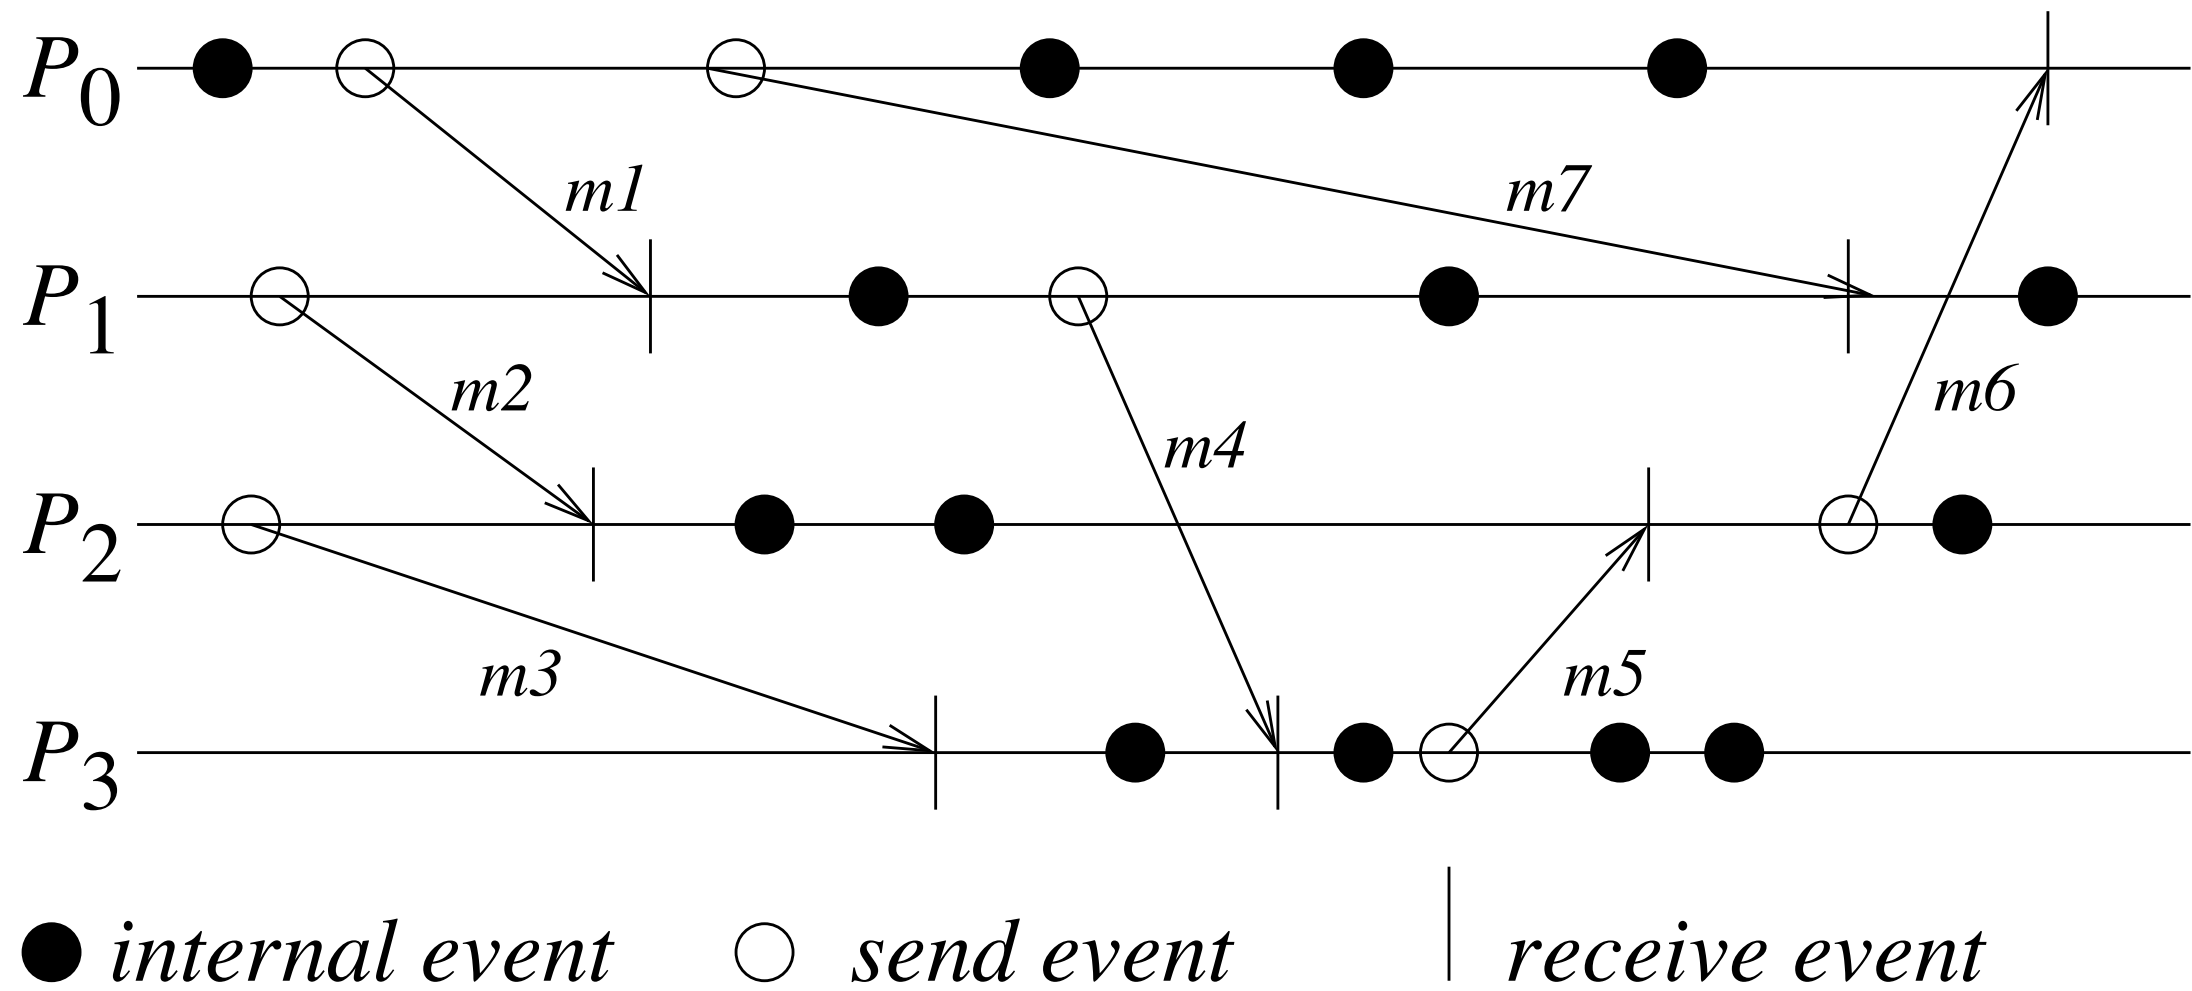 P0
m1
m7
P1
m2
m6
m4
P2
m3
m5
P3
internal event send event receive event